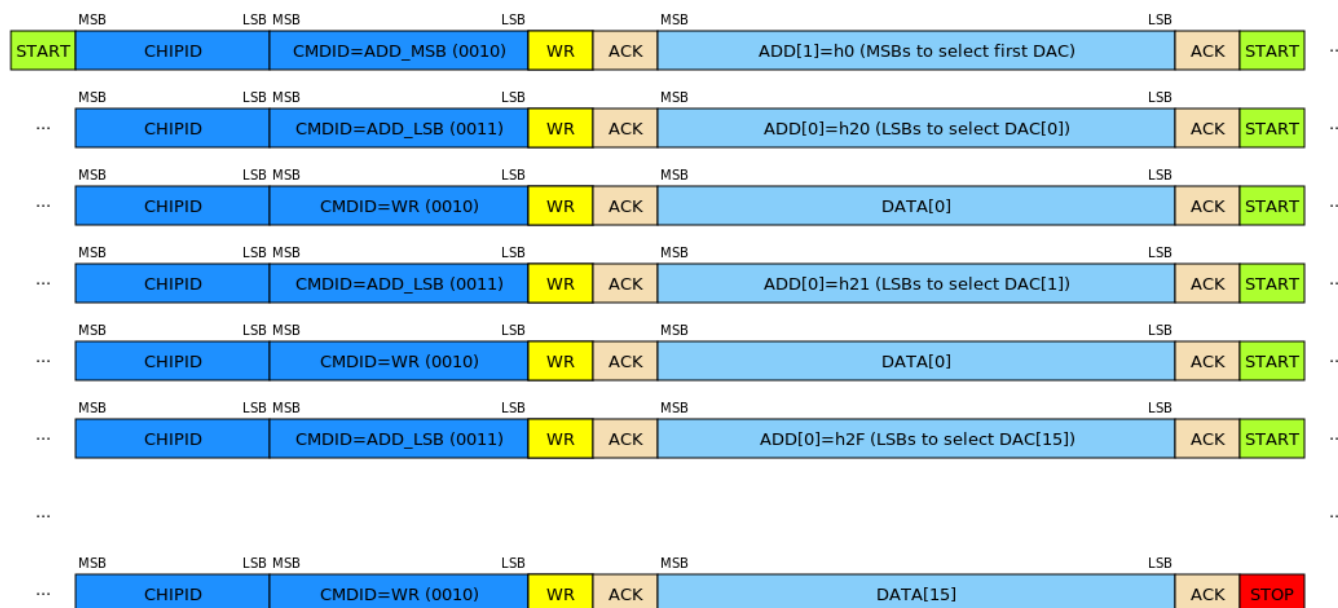 MSB LSB MSB LSB MSB LSB
START CHIPID CMDID=ADD_MSB (0010) WR ACK ADD[1]=h0 (MSBs to select first DAC) ACK START ...
MSB LSB MSB LSB MSB LSB
... CHIPID CMDID=ADD_LSB (0011) WR ACK ADD[0]=h20 (LSBs to select DAC[0]) ACK START ...
MSB LSB MSB LSB MSB LSB
... CHIPID CMDID=WR (0010) WR ACK DATA[0] ACK START ...
MSB LSB MSB LSB MSB LSB
... CHIPID CMDID=ADD_LSB (0011) WR ACK ADD[0]=h21 (LSBs to select DAC[1]) ACK START ...
MSB LSB MSB LSB MSB LSB
... CHIPID CMDID=WR (0010) WR ACK DATA[0] ACK START ...
MSB LSB MSB LSB MSB LSB
... CHIPID CMDID=ADD_LSB (0011) WR ACK ADD[0]=h2F (LSBs to select DAC[15]) ACK START ...
... ...
MSB LSB MSB LSB MSB LSB
... CHIPID CMDID=WR (0010) WR ACK DATA[15] ACK STOP